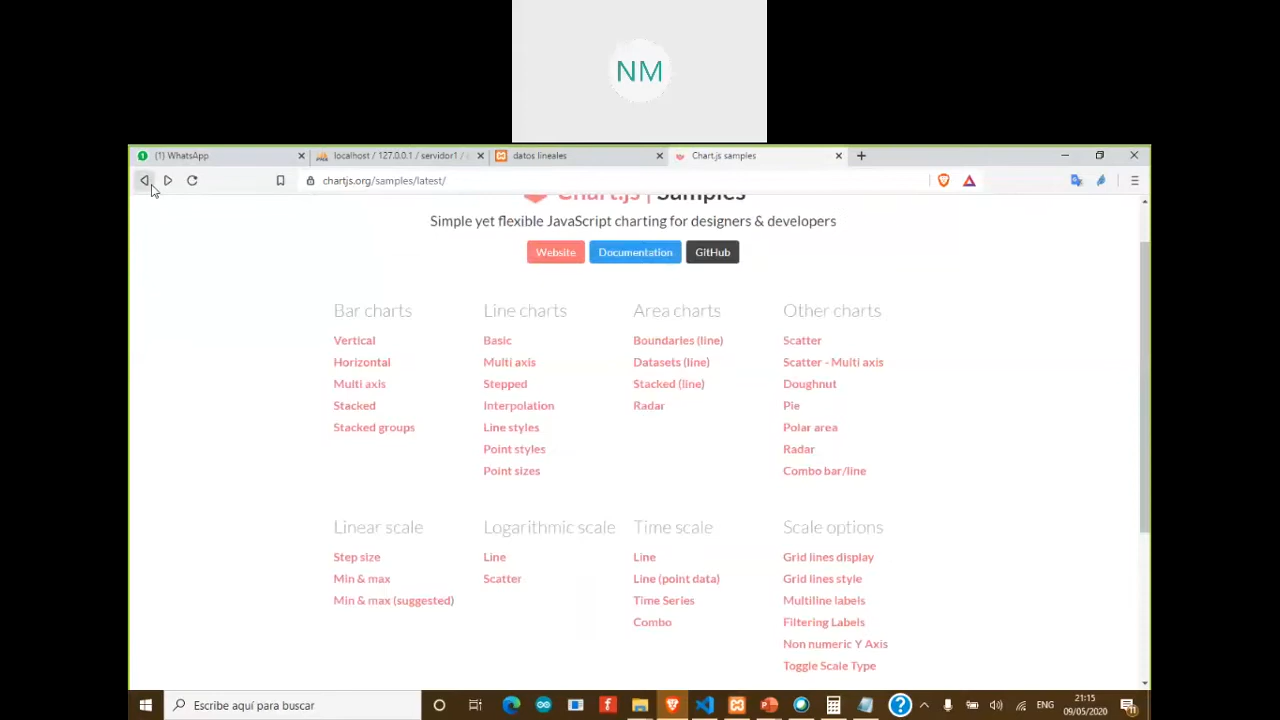 NM
(1) WhatsApp
localhost / 127.0.0.1 / servidor1 /
datos lineales
Chart.js samples
chartjs.org/samples/latest/
Chart.js | Samples
Simple yet flexible JavaScript charting for designers & developers
Website Documentation GitHub
Bar charts
Vertical
Horizontal
Multi axis
Stacked
Stacked groups
Line charts
Basic
Multi axis
Stepped
Interpolation
Line styles
Point styles
Point sizes
Area charts
Boundaries (line)
Datasets (line)
Stacked (line)
Radar
Other charts
Scatter
Scatter - Multi axis
Doughnut
Pie
Polar area
Radar
Combo bar/line
Linear scale
Step size
Min & max
Min & max (suggested)
Logarithmic scale
Line
Scatter
Time scale
Line
Line (point data)
Time Series
Combo
Scale options
Grid lines display
Grid lines style
Multiline labels
Filtering Labels
Non numeric Y Axis
Toggle Scale Type
Escribe aquí para buscar
ENG
21:15
09/05/2020